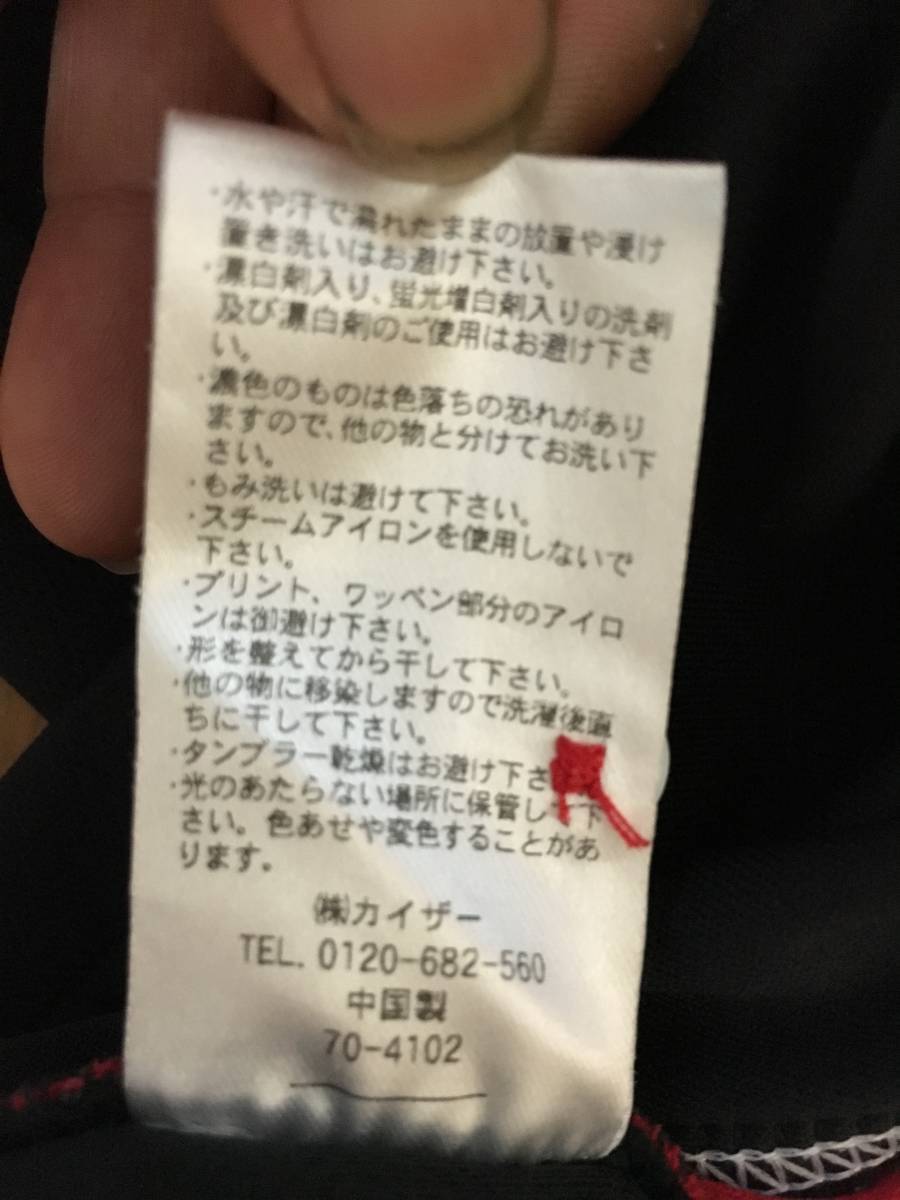 ・水や汗で濡れたままの放置や浸け
置き洗いはお避け下さい。
・漂白剤入り、蛍光増白剤入りの洗剤
及び漂白剤のご使用はお避け下さ
い。
・濃色のものは色落ちの恐れがあり
ますので、他の物と分けてお洗い下
さい。
・もみ洗いは避けて下さい。
・スチームアイロンを使用しないで
下さい。
・プリント、ワッペン部分のアイロ
ンは御避け下さい。
・形を整えてから干して下さい。
・他の物に移染しますので洗濯後直
ちに干して下さい。
・タンブラー乾燥はお避け下さ
・光のあたらない場所に保管して下
さい。色あせや変色することがあ
ります。
㈱カイザー
TEL. 0120-682-560
中国製
70-4102